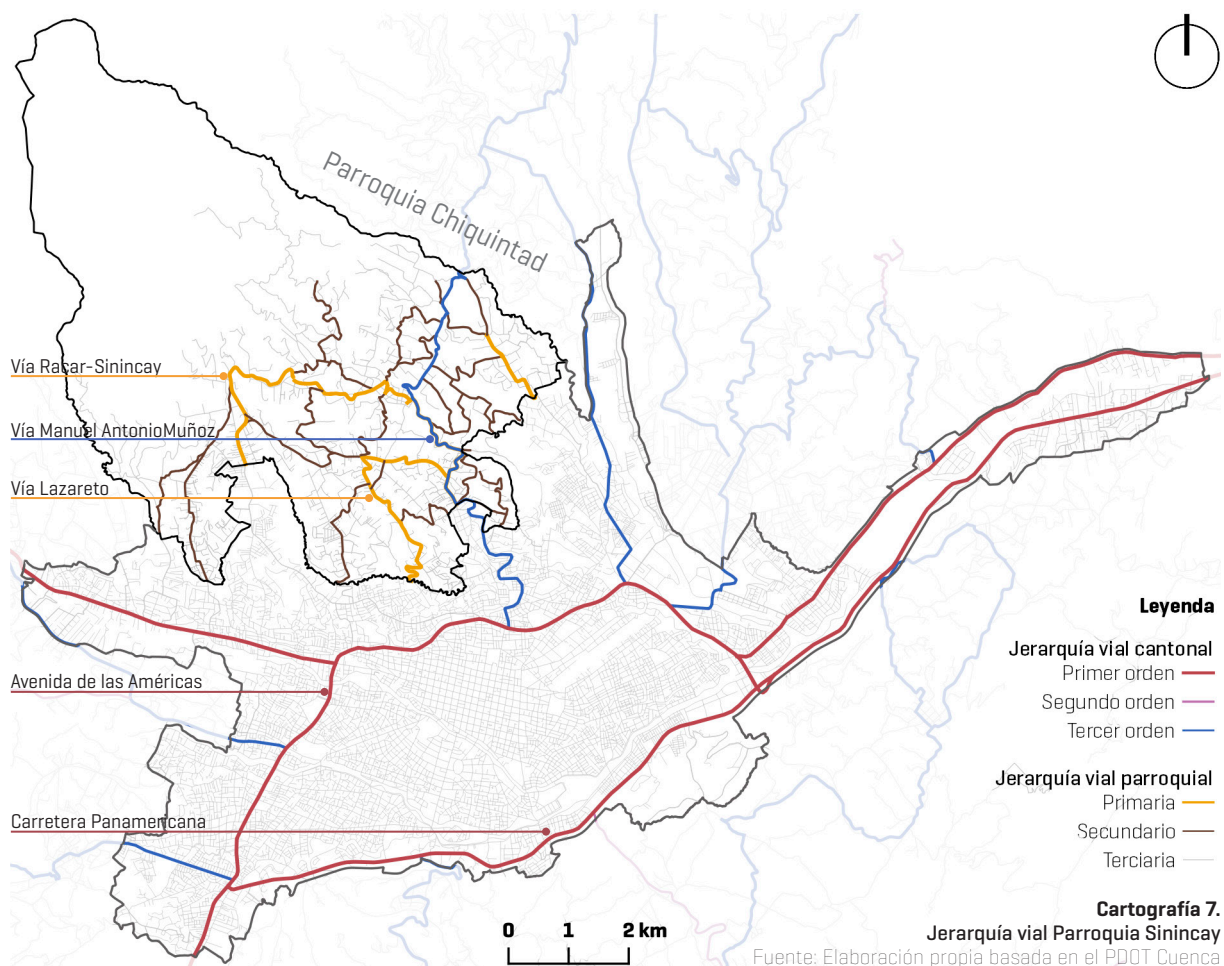 Parroquia Chiquintad
Vía Racar-Sinincay
Vía Manuel AntonioMuñoz
Vía Lazareto
Avenida de las Américas
Carretera Panamericana
Leyenda
Jerarquía vial cantonal
Primer orden
Segundo orden
Tercer orden
Jerarquía vial parroquial
Primaria
Secundario
Terciaria
0 1 2 km
Cartografía 7.
Jerarquía vial Parroquia Sinincay
Fuente: Elaboración propia basada en el PDOT Cuenca